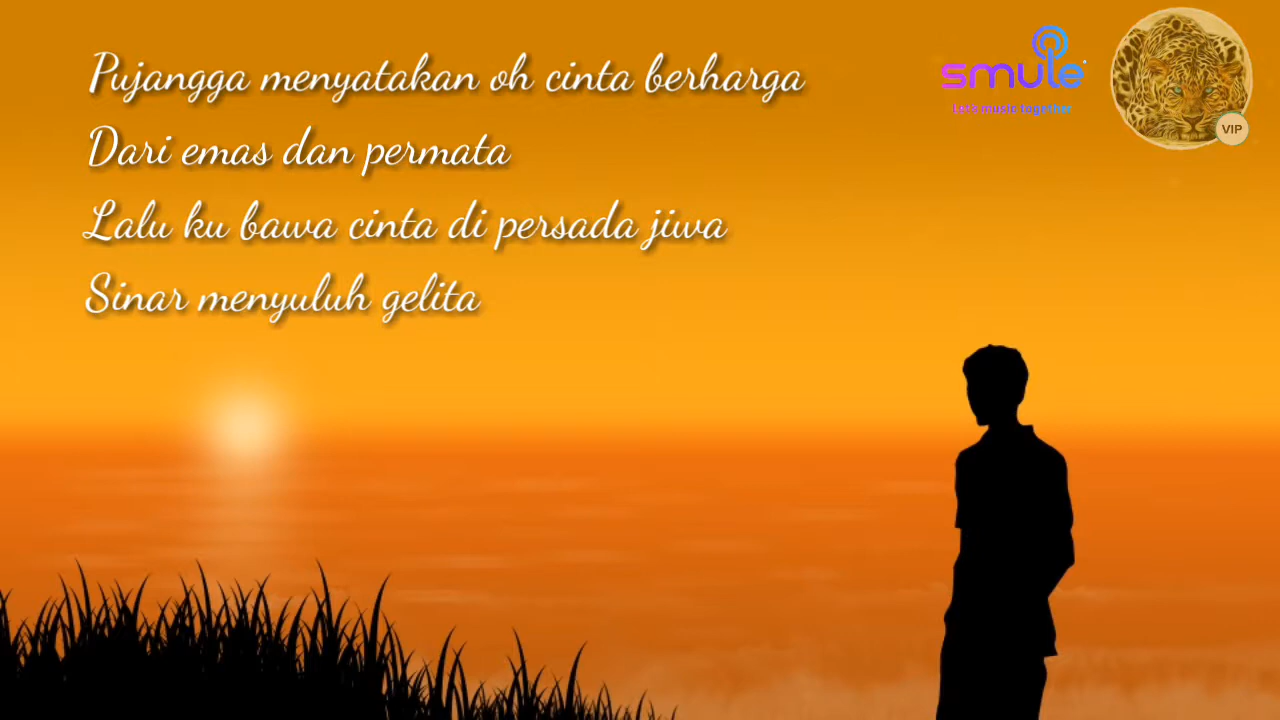 Pujangga menyatakan oh cinta berharga
Dari emas dan permata
Lalu ku bawa cinta di persada jiwa
Sinar menyuluh gelita
smule
Let's music together
VIP